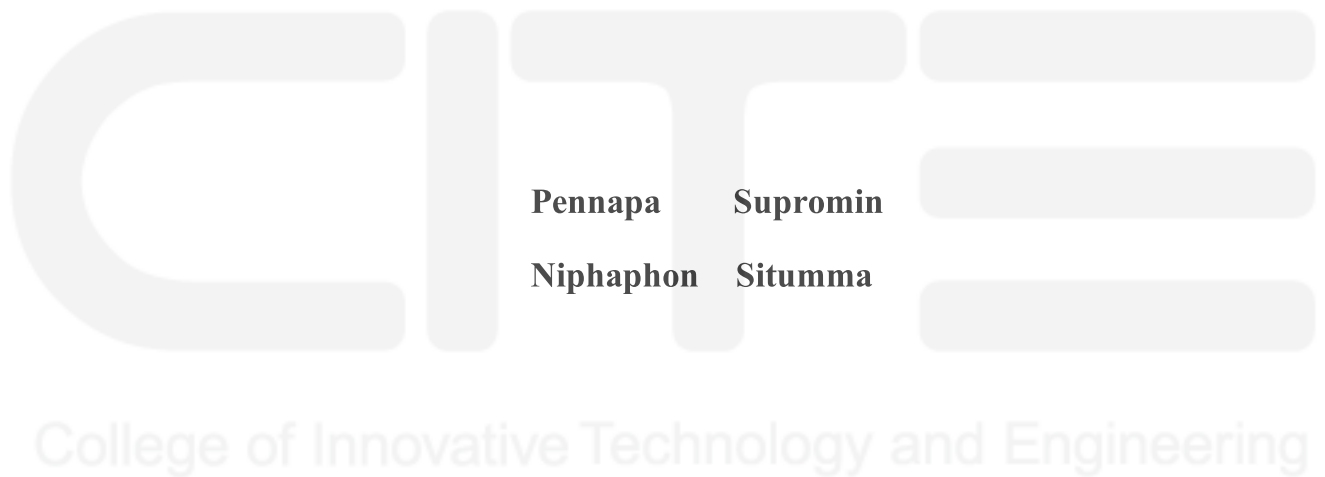 CITE
Pennapa Supromin
Niphaphon Situmma
College of Innovative Technology and Engineering